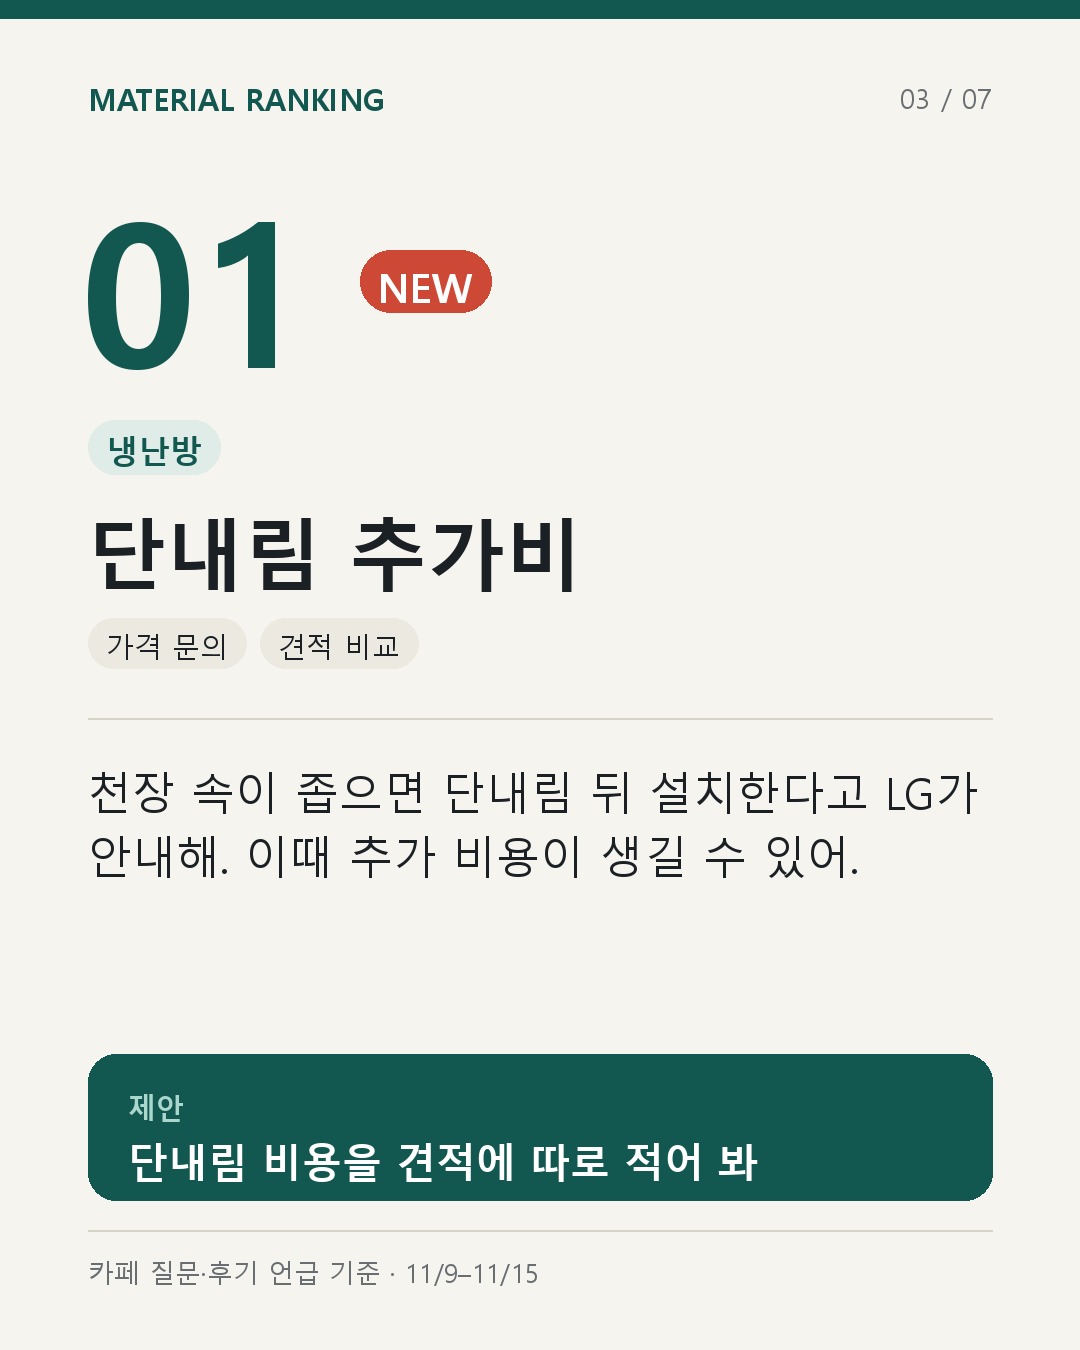 MATERIAL RANKING
03 / 07
01
NEW
냉난방
단내림 추가비
가격 문의
견적 비교
천장 속이 좁으면 단내림 뒤 설치한다고 LG가
안내해. 이때 추가 비용이 생길 수 있어.
제안
단내림 비용을 견적에 따로 적어 봐
카페 질문·후기 언급 기준 · 11/9–11/15